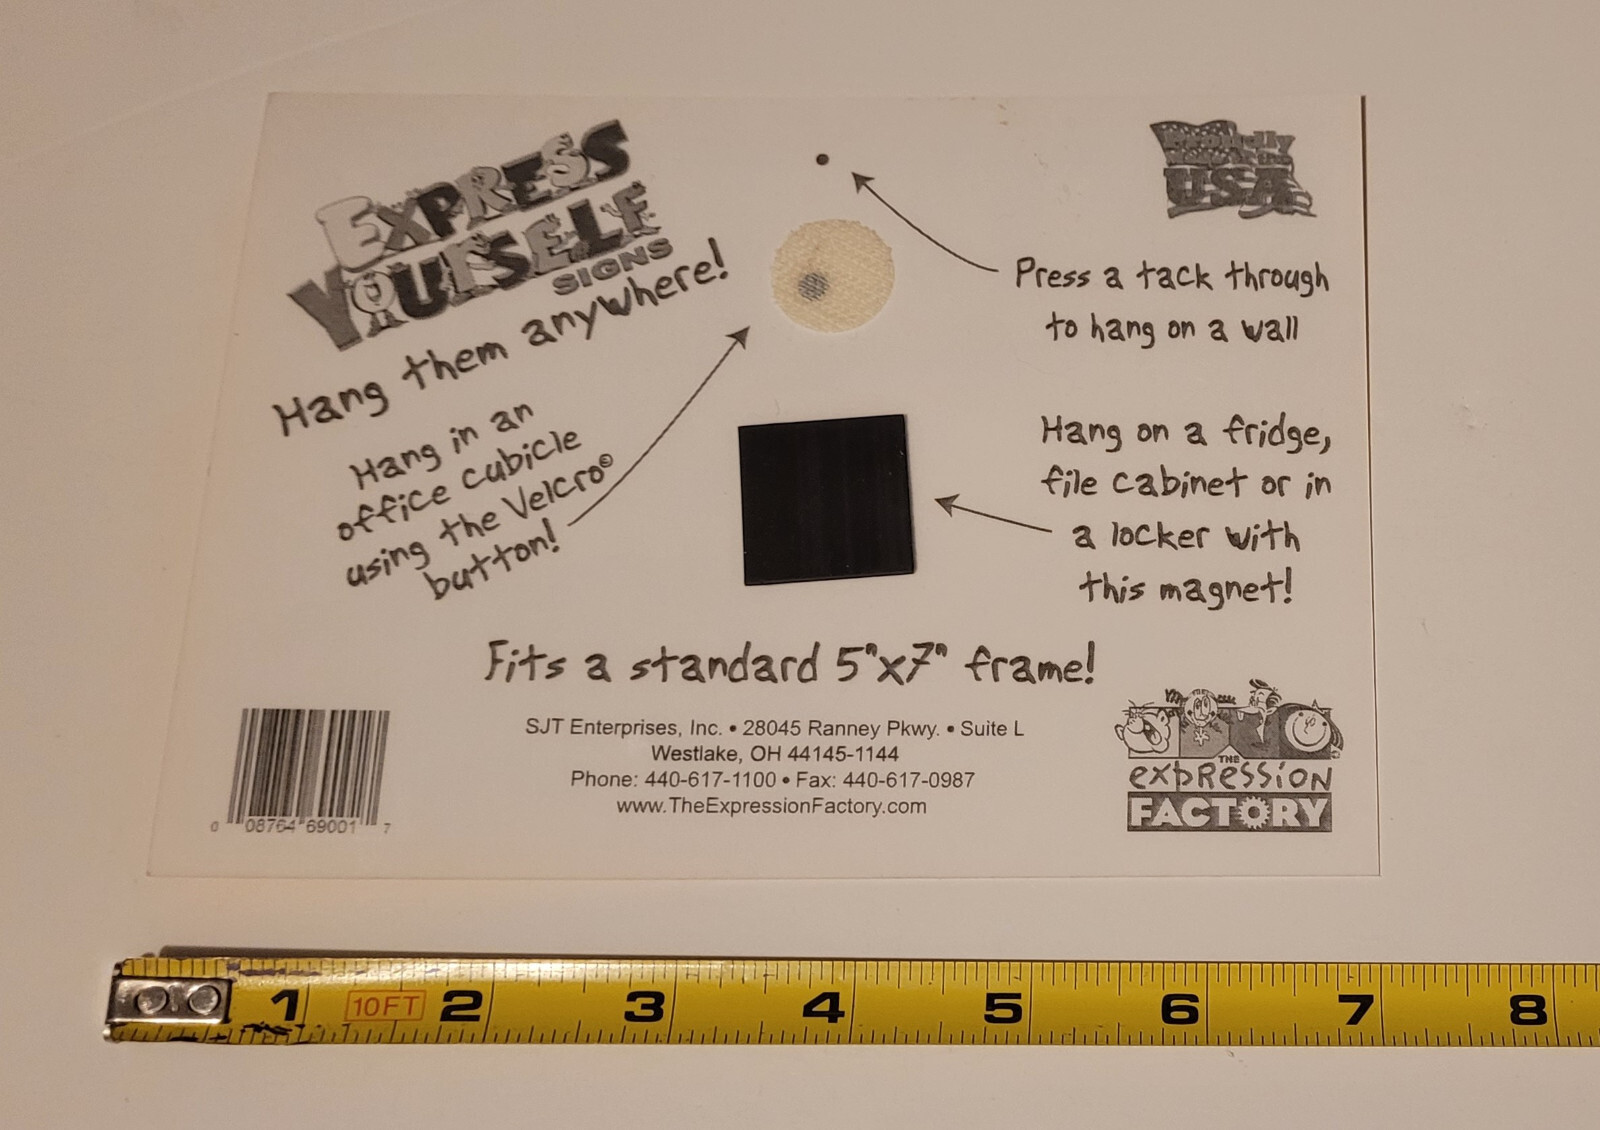 EXPRESS
YOURSELF
SIGNS
Hang them anywhere!
Hang in an
office cubicle
using the Velcro©
button!
Proudly
Made in the
USA
Press a tack through
to hang on a wall
Hang on a fridge,
file cabinet or in
a locker with
this magnet!
Fits a standard 5"x7" frame!
SJT Enterprises, Inc. • 28045 Ranney Pkwy. • Suite L
Westlake, OH 44145-1144
Phone: 440-617-1100 • Fax: 440-617-0987
www.TheExpressionFactory.com
0 08764 69001 7
THE
EXPRESSION
FACTORY
1 10FT 2 3 4 5 6 7 8